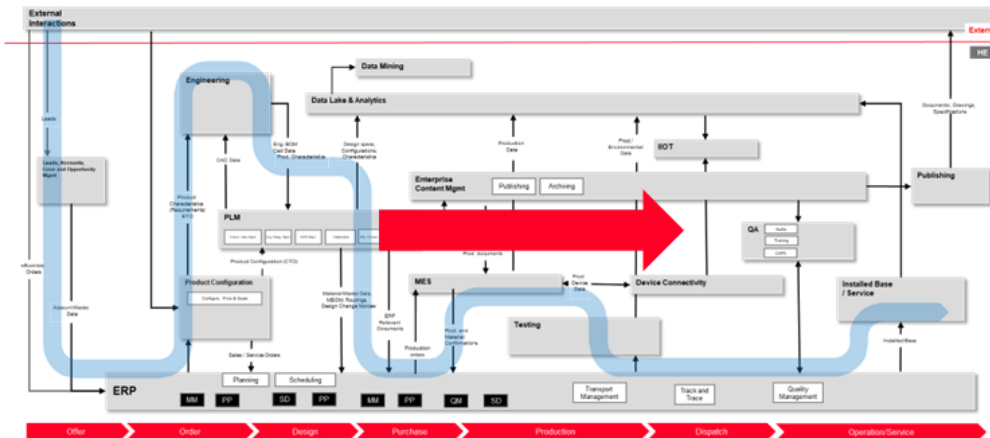 External
Interactions
Extern
HE
Data Mining
Engineering
Data Lake & Analytics
Leads
Eng. BOM
Cad Data
Prod. Characteristics
Design specs,
Configurations,
Characteristics
Production
Data
Prod./
Environmental
Data
Documents, Drawings,
Specifications
IIOT
CAD Data
Leads, Accounts,
Case and Opportunity
Mgmt
Enterprise
Content Mgmt
Publishing
Archiving
Publishing
Product
Characteristics
(Requirements)
ETO
PLM
QA
Audits
Training
Product Configuration (CTO)
Prod. documents
eBusiness
Orders
Product Configuration
Configure , Price & Quote
MES
Prod.
Device
Data
Device Connectivity
Installed Base
/ Service
Account/Master
Data
Material Master Data,
MBOM, Routings,
Design Change Notices
ERP
Relevant
Documents
Production
orders
Prod. and
Material
Confirmations
Testing
Sales / Service Orders
Installed Base
ERP
Planning
Scheduling
Transport
Management
Track and
Trace
Quality
Management
MM
PP
SD
PP
MM
PP
QM
SD
Offer
Order
Design
Purchase
Production
Dispatch
Operation/Service